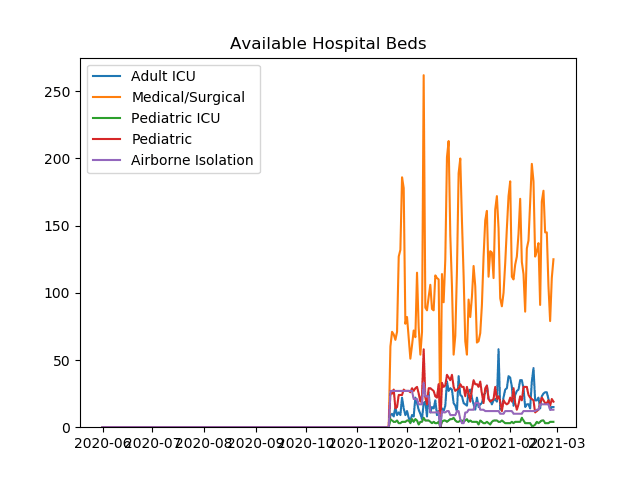 Available Hospital Beds
Adult ICU
Medical/Surgical
Pediatric ICU
Pediatric
Airborne Isolation
250
200
150
100
50
0
2020-06 2020-07 2020-08 2020-09 2020-10 2020-11 2020-12 2021-01 2021-02 2021-03